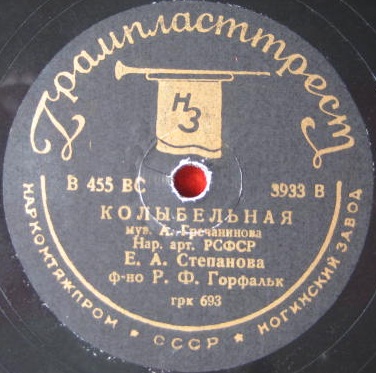 Грампласттрест
НЗ
В 455 ВС 3933 В
КОЛЫБЕЛЬНАЯ
муз. А. Гречанинова
Нар. арт. РСФСР
Е. А. Степанова
ф-но Р. Ф. Горфальк
грк 693
НАРКОМТЯЖПРОМ ★ СССР ★ НОГИНСКИЙ ЗАВОД